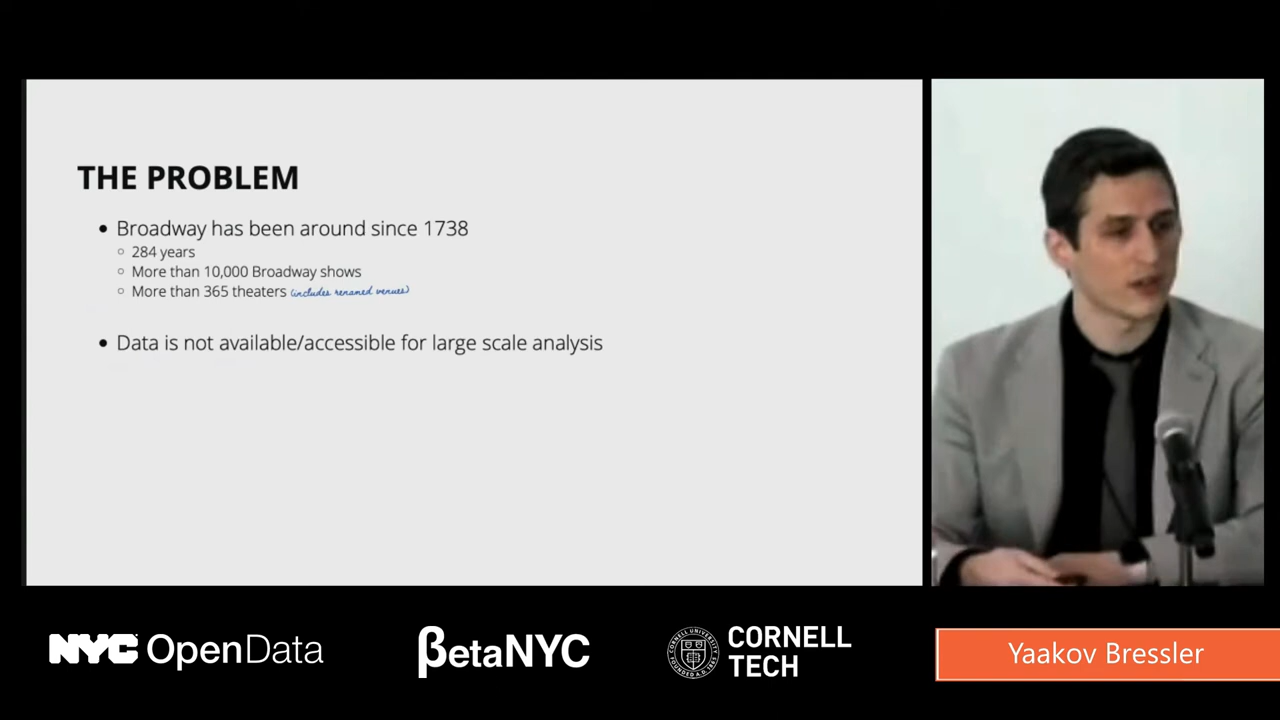 THE PROBLEM
Broadway has been around since 1738
284 years
More than 10,000 Broadway shows
More than 365 theaters (includes renamed venues)
Data is not available/accessible for large scale analysis
NYC OpenData
βetaNYC
CORNELL
TECH
Yaakov Bressler